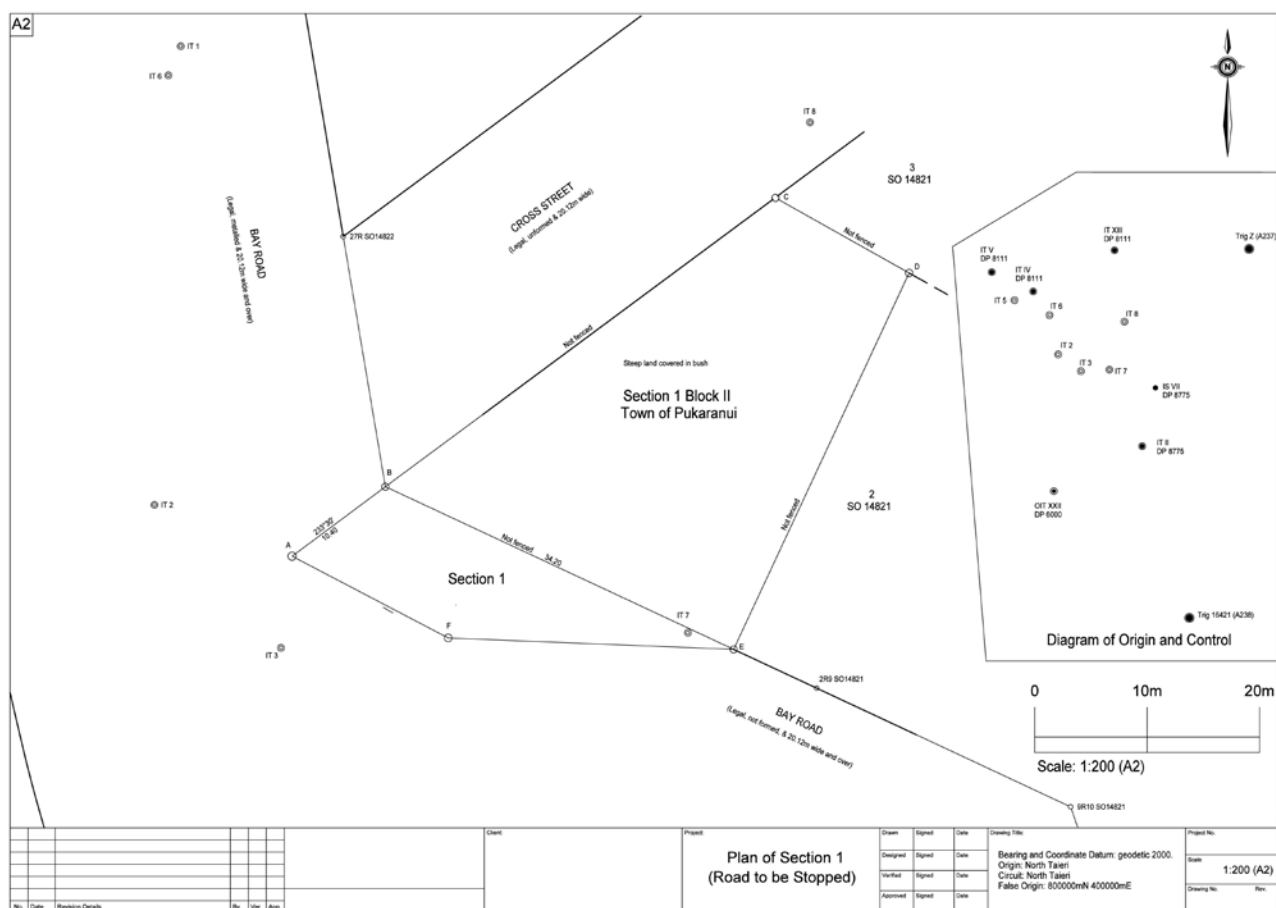 A2
IT 1
IT 6
IT 8
N
3
SO 14821
C
CROSS STREET
(Legal, unformed & 20.12m wide)
BAY ROAD
(Legal, metalled & 20.12m wide and over)
27R SO14822
Not fenced
D
Not fenced
Steep land covered in bush
Section 1 Block II
Town of Pukaranui
B
IT 2
233°30'
10.40
A
Not fenced
34.20
Not fenced
2
SO 14821
Section 1
F
IT 7
E
IT 3
2R9 SO14821
BAY ROAD
(Legal, not formed, & 20.12m wide and over)
9R10 SO14821
IT XIII
DP 8111
Trig Z (A237)
IT V
DP 8111
IT IV
DP 8111
IT 5
IT 6
IT 8
IT 2
IT 3
IT 7
IS VII
DP 8775
IT II
DP 8775
OIT XXII
DP 6000
Trig 16421 (A238)
Diagram of Origin and Control
0
10m
20m
Scale: 1:200 (A2)
No.
Date
Revision Details
By
Ver.
App.
Client
Project
Plan of Section 1
(Road to be Stopped)
Drawn
Signed
Date
Designed
Signed
Date
Verified
Signed
Date
Approved
Signed
Date
Drawing Title:
Bearing and Coordinate Datum: geodetic 2000.
Origin: North Taieri
Circuit: North Taieri
False Origin: 800000mN 400000mE
Project No.
Scale
1:200 (A2)
Drawing No.
Rev.